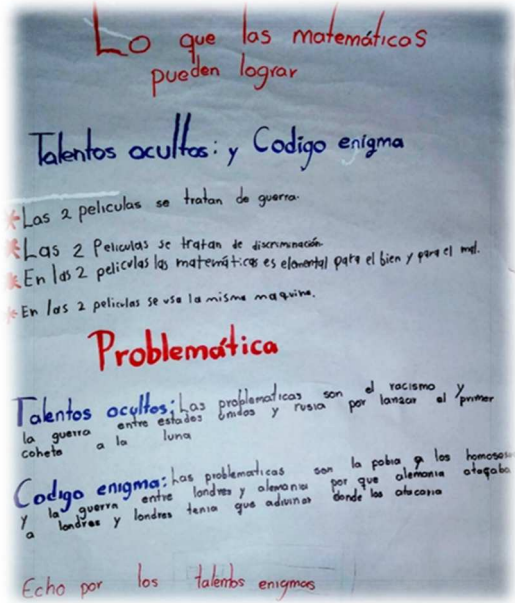 Lo que las matemáticas
pueden lograr
Talentos ocultos: y Codigo enigma
*Las 2 peliculas se tratan de guerra.
*Las 2 Peliculas se tratan de discriminación
*En las 2 peliculas las matemáticas es elemental para el bien y para el mal.
*En las 2 peliculas se usa la misma maquina.
Problemática
Talentos ocultos: Las problematicas son el racismo y
la guerra entre estados unidos y rusia por lanzar el primer
cohete a la luna
Codigo enigma: Las problematicas son la pobia a los homosexu
y la guerra entre londres y alemania por que alemania atacaba
a londres y londres tenia que adivinar donde los atacaria
Echo por los talentos enigmas